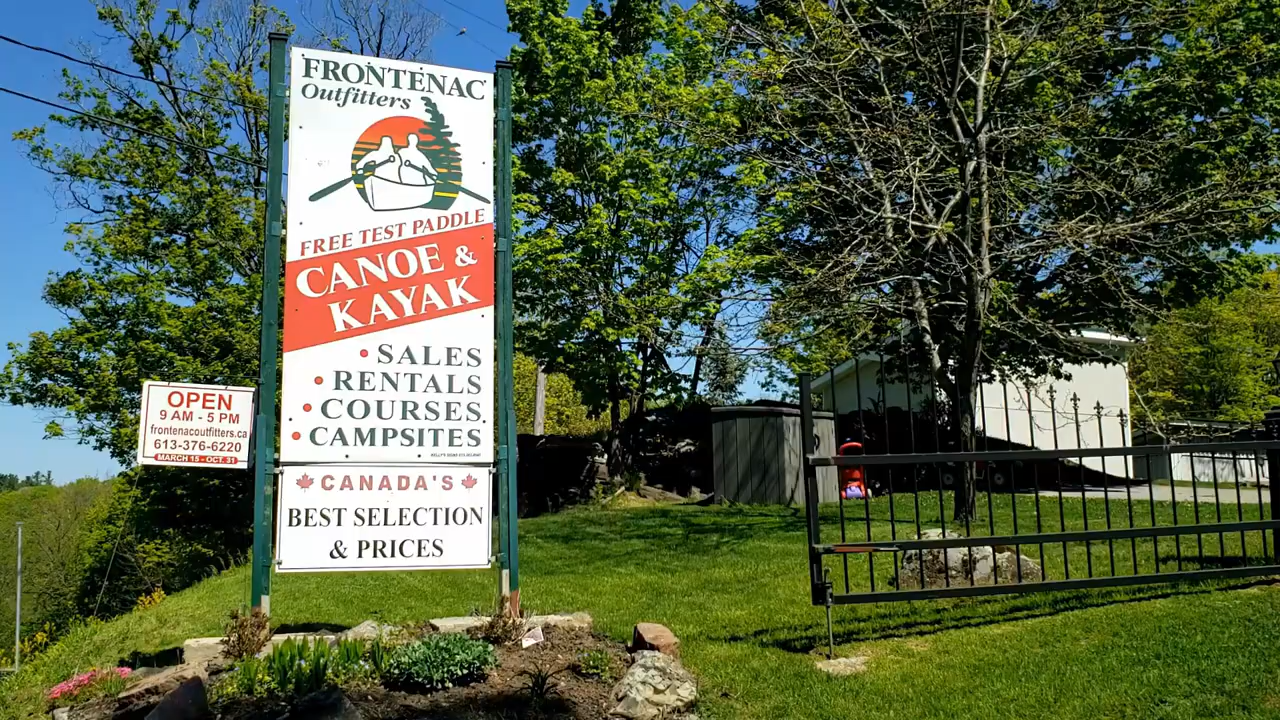 FRONTENAC
Outfitters
FREE TEST PADDLE
CANOE &
KAYAK
• SALES
• RENTALS
• COURSES
• CAMPSITES
CANADA'S
BEST SELECTION
& PRICES
OPEN
9 AM - 5 PM
frontenacoutfitters.ca
613-376-6220
MARCH 15 - OCT. 31